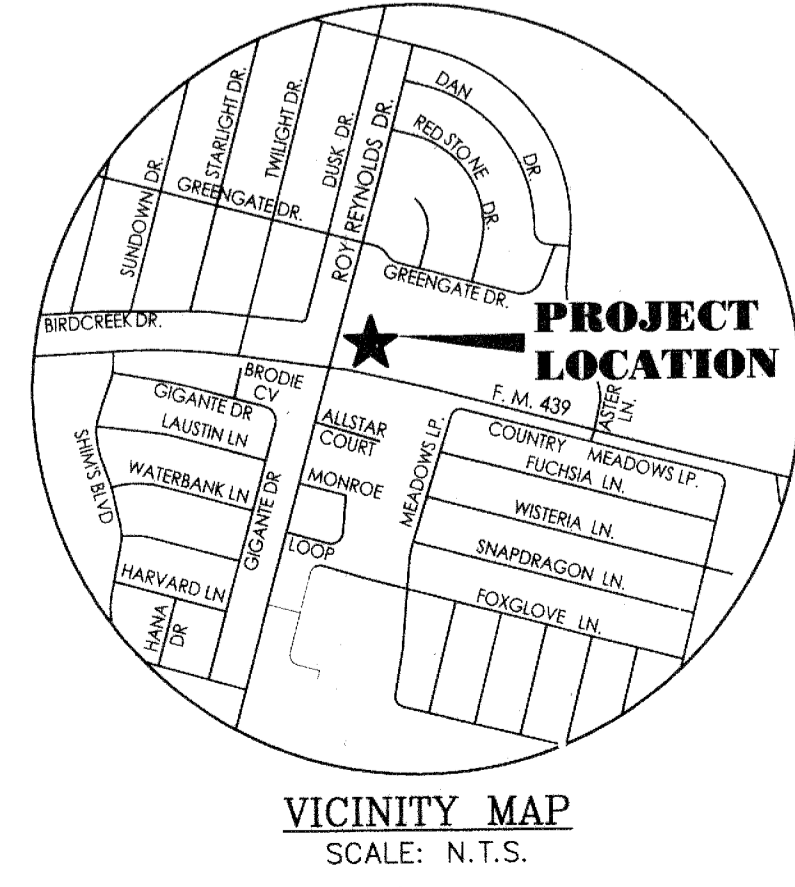 DAN
DR.
RED STONE
DR.
STARLIGHT DR.
TWILIGHT DR.
DUSK DR.
ROY REYNOLDS DR.
SUNDOWN DR.
GREENGATE DR.
GREENGATE DR.
BIRDCREEK DR.
PROJECT
LOCATION
BRODIE
CV
GIGANTE DR
LAUSTIN LN
WATERBANK LN
SHIM'S BLVD
GIGANTE DR
HARVARD LN
HANA
DR
ALLSTAR
COURT
MONROE
LOOP
F. M. 439
ASTER
LN.
MEADOWS LP.
COUNTRY MEADOWS LP.
FUCHSIA LN.
WISTERIA LN.
SNAPDRAGON LN.
FOXGLOVE LN.
VICINITY MAP
SCALE: N.T.S.